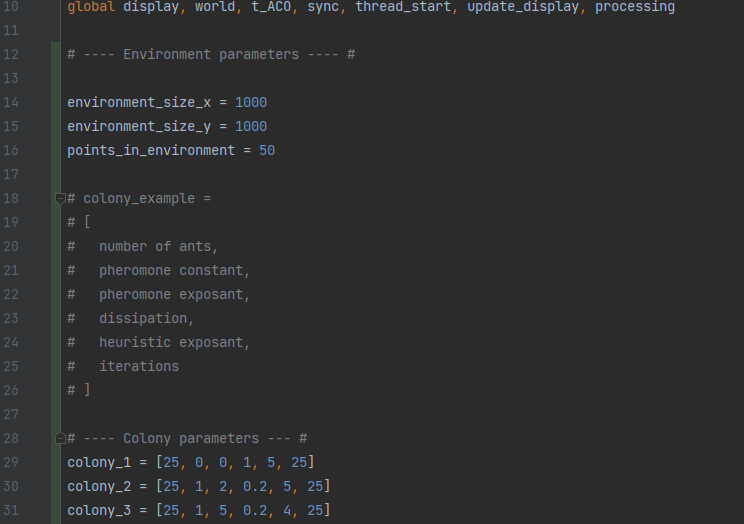 10 global display, world, t_ACO, sync, thread_start, update_display, processing
11
12 # ---- Environment parameters ---- #
13
14 environment_size_x = 1000
15 environment_size_y = 1000
16 points_in_environment = 50
17
18 # colony_example =
19 # [
20 #   number of ants,
21 #   pheromone constant,
22 #   pheromone exposant,
23 #   dissipation,
24 #   heuristic exposant,
25 #   iterations
26 # ]
27
28 # ---- Colony parameters --- #
29 colony_1 = [25, 0, 0, 1, 5, 25]
30 colony_2 = [25, 1, 2, 0.2, 5, 25]
31 colony_3 = [25, 1, 5, 0.2, 4, 25]